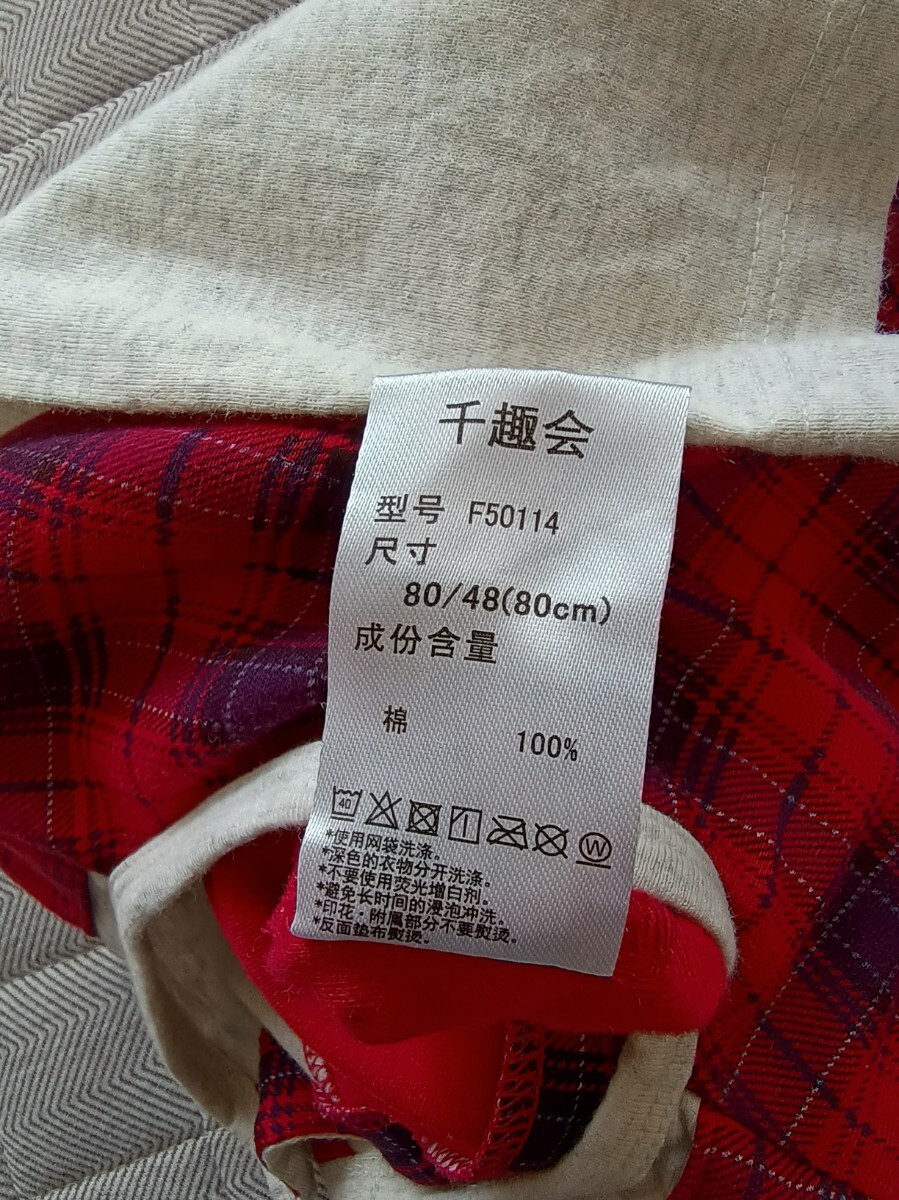 千趣会
型号 F50114
尺寸
80/48(80cm)
成份含量
棉 100%
40 W
*使用网袋洗涤。
*深色的衣物分开洗涤。
*不要使用荧光增白剂。
*避免长时间的浸泡冲洗。
*印花・附属部分不要熨烫。
*反面垫布熨烫。